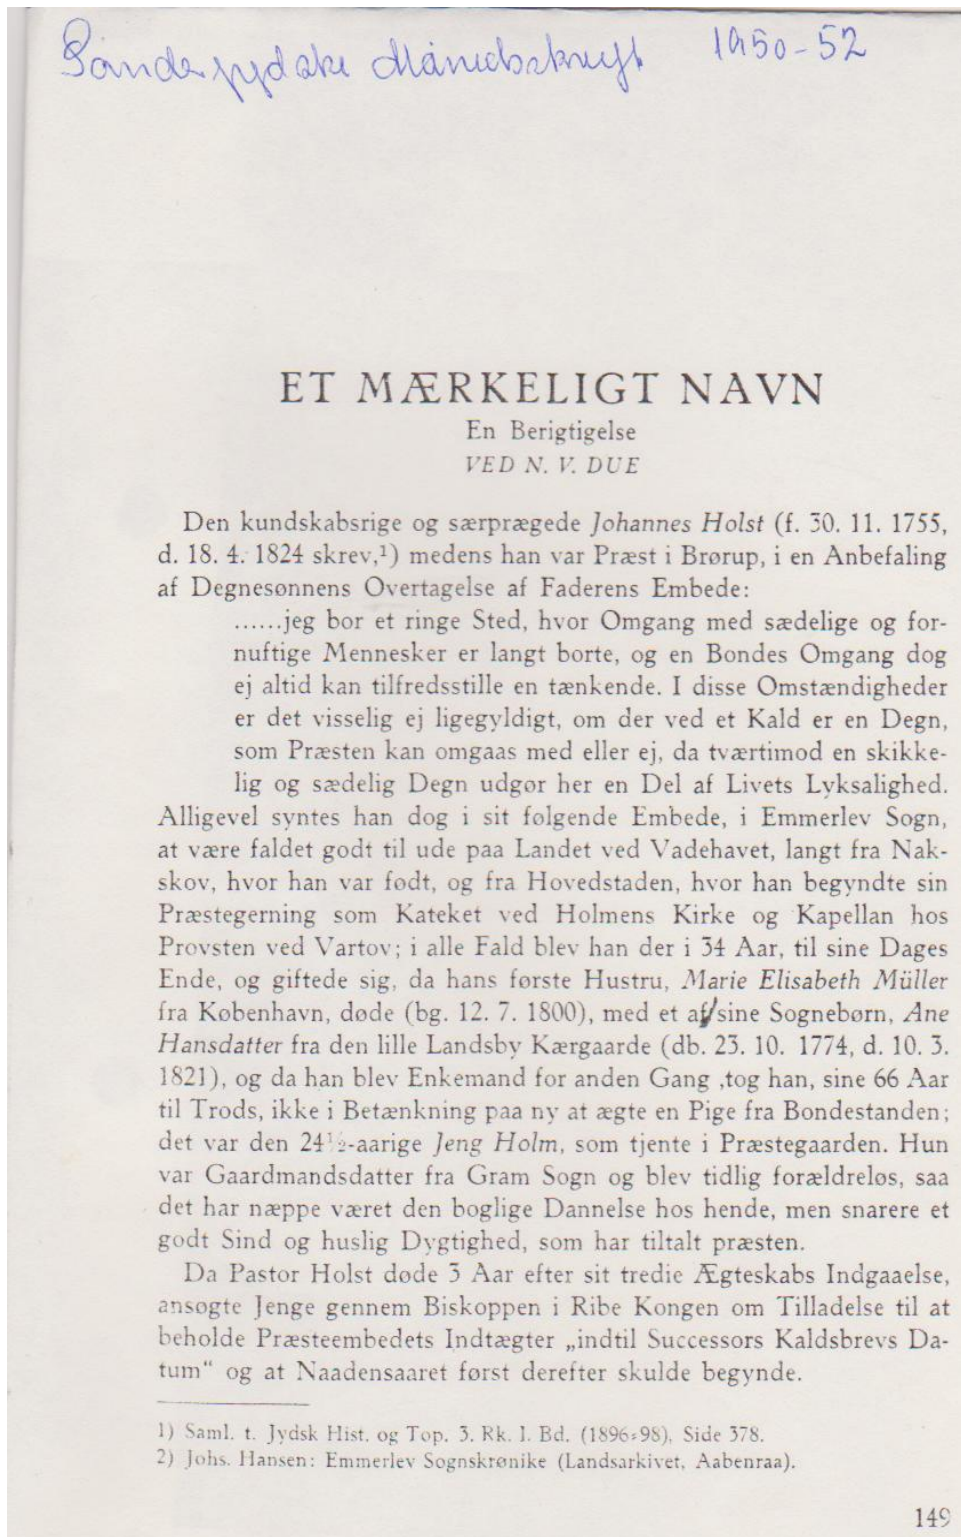 Sønderjydske Månedsskrift 1950-52
ET MÆRKELIGT NAVN
En Berigtigelse
VED N. V. DUE
Den kundskabsrige og særprægede Johannes Holst (f. 30. 11. 1755,
d. 18. 4. 1824 skrev,¹) medens han var Præst i Brørup, i en Anbefaling
af Degnesønnens Overtagelse af Faderens Embede:
......jeg bor et ringe Sted, hvor Omgang med sædelige og for-
nuftige Mennesker er langt borte, og en Bondes Omgang dog
ej altid kan tilfredsstille en tænkende. I disse Omstændigheder
er det visselig ej ligegyldigt, om der ved et Kald er en Degn,
som Præsten kan omgaas med eller ej, da tværtimod en skikke-
lig og sædelig Degn udgør her en Del af Livets Lyksalighed.
Alligevel syntes han dog i sit følgende Embede, i Emmerlev Sogn,
at være faldet godt til ude paa Landet ved Vadehavet, langt fra Nak-
skov, hvor han var født, og fra Hovedstaden, hvor han begyndte sin
Præstegerning som Kateket ved Holmens Kirke og Kapellan hos
Provsten ved Vartov; i alle Fald blev han der i 34 Aar, til sine Dages
Ende, og giftede sig, da hans første Hustru, Marie Elisabeth Müller
fra København, døde (bg. 12. 7. 1800), med et af sine Sognebørn, Ane
Hansdatter fra den lille Landsby Kærgaarde (db. 23. 10. 1774, d. 10. 3.
1821), og da han blev Enkemand for anden Gang ,tog han, sine 66 Aar
til Trods, ikke i Betænkning paa ny at ægte en Pige fra Bondestanden;
det var den 24½-aarige Jeng Holm, som tjente i Præstegaarden. Hun
var Gaardmandsdatter fra Gram Sogn og blev tidlig forældreløs, saa
det har næppe været den boglige Dannelse hos hende, men snarere et
godt Sind og huslig Dygtighed, som har tiltalt præsten.
Da Pastor Holst døde 3 Aar efter sit tredie Ægteskabs Indgaaelse,
ansøgte Jenge gennem Biskoppen i Ribe Kongen om Tilladelse til at
beholde Præsteembedets Indtægter „indtil Successors Kaldsbrevs Da-
tum“ og at Naadensaaret først derefter skulde begynde.
1) Saml. t. Jydsk Hist. og Top. 3. Rk. I. Bd. (1896-98), Side 378.
2) Johs. Hansen: Emmerlev Sognskrønike (Landsarkivet, Aabenraa).
149